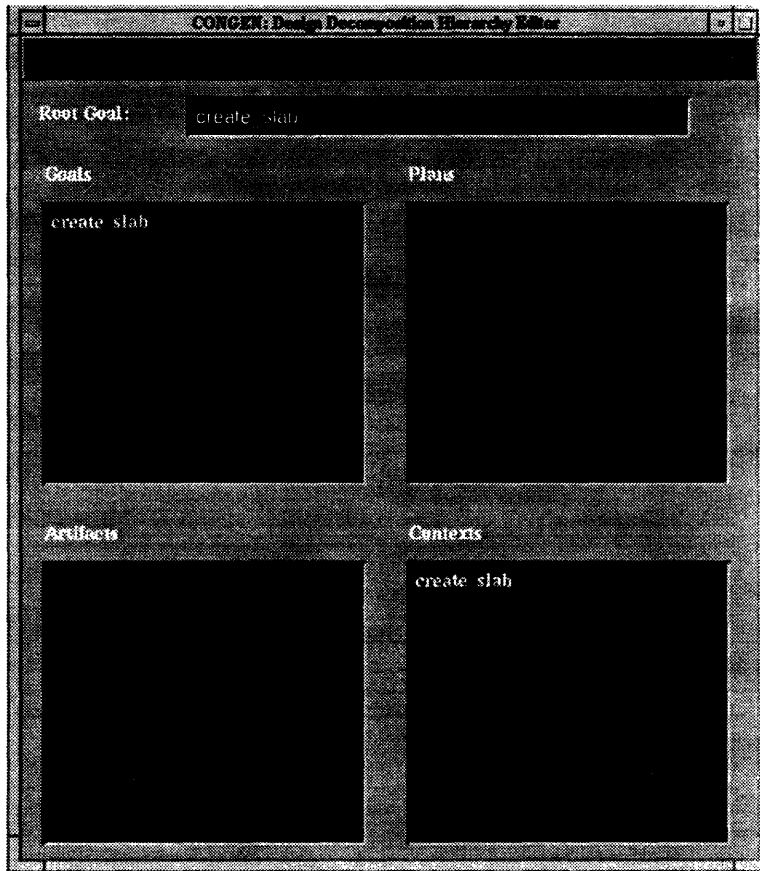 CONGEN: Design Decomposition Hierarchy Editor
Root Goal: create slab
Goals Plans
create slab
Artifacts Contexts
create slab